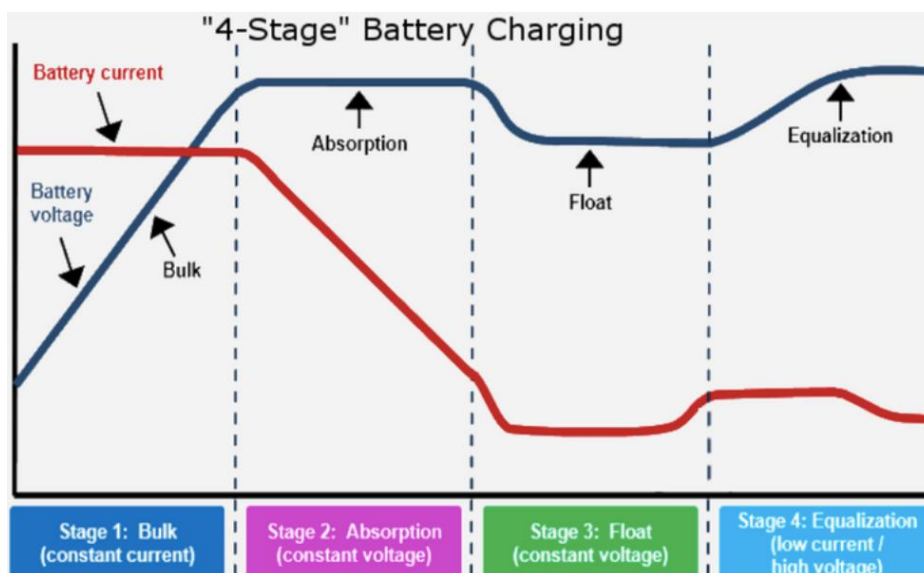 "4-Stage" Battery Charging
Battery current
Absorption
Equalization
Battery
voltage
Float
Bulk
Stage 1: Bulk
(constant current)
Stage 2: Absorption
(constant voltage)
Stage 3: Float
(constant voltage)
Stage 4: Equalization
(low current /
high voltage)